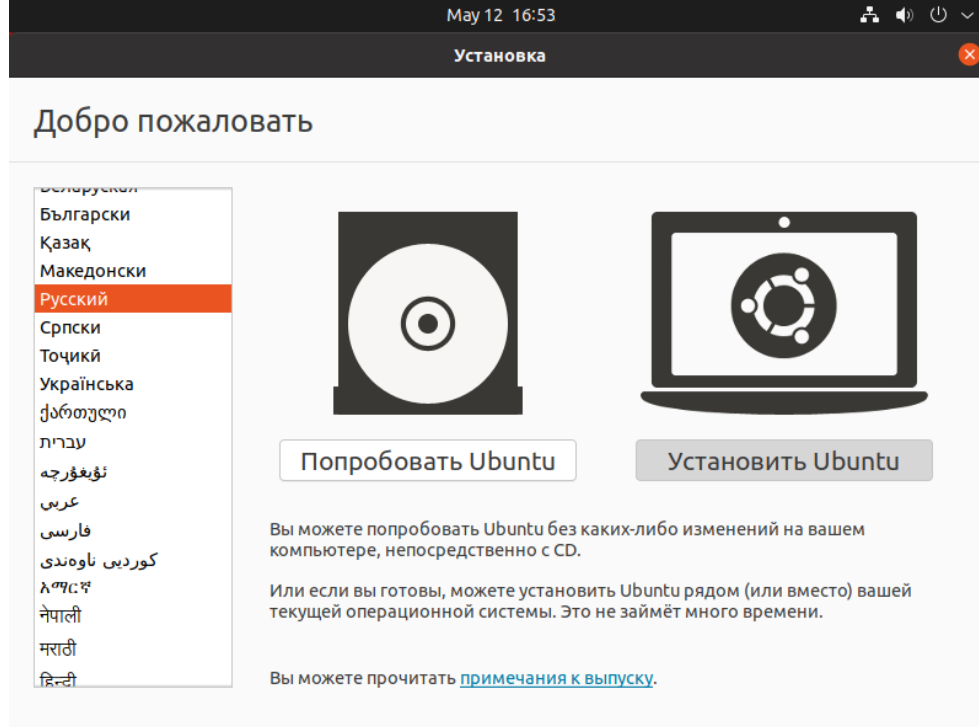 May 12 16:53
Установка
Добро пожаловать
Беларуская
Български
Қазақ
Македонски
Русский
Српски
Тоҷикӣ
Українська
ქართული
עברית
ئۇيغۇرچە
عربي
فارسی
كوردیی ناوەندی
አማርኛ
नेपाली
मराठी
हिन्दी
Попробовать Ubuntu
Установить Ubuntu
Вы можете попробовать Ubuntu без каких-либо изменений на вашем
компьютере, непосредственно с CD.
Или если вы готовы, можете установить Ubuntu рядом (или вместо) вашей
текущей операционной системы. Это не займёт много времени.
Вы можете прочитать примечания к выпуску.